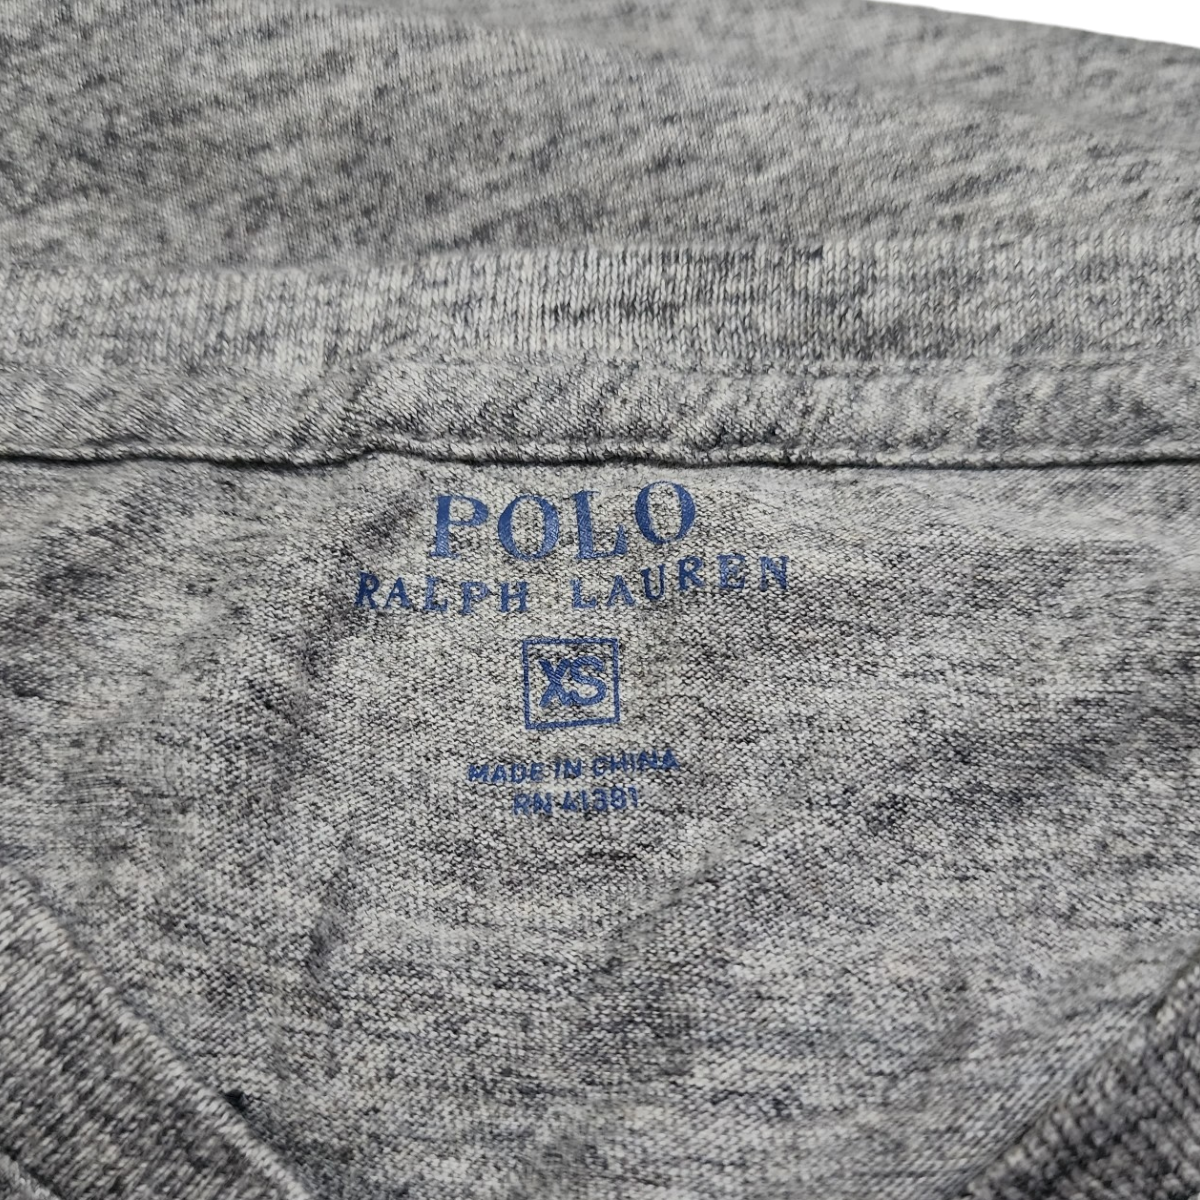 POLO
RALPH LAUREN
XS
MADE IN CHINA
RN 41381